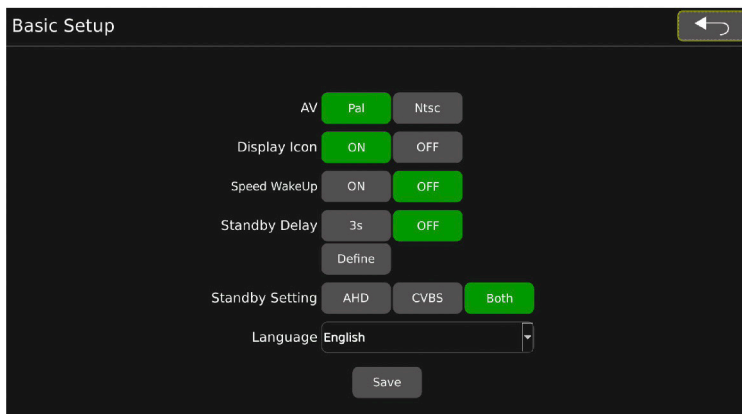 Basic Setup
AV Pal Ntsc
Display Icon ON OFF
Speed WakeUp ON OFF
Standby Delay 3s OFF
Define
Standby Setting AHD CVBS Both
Language English
Save